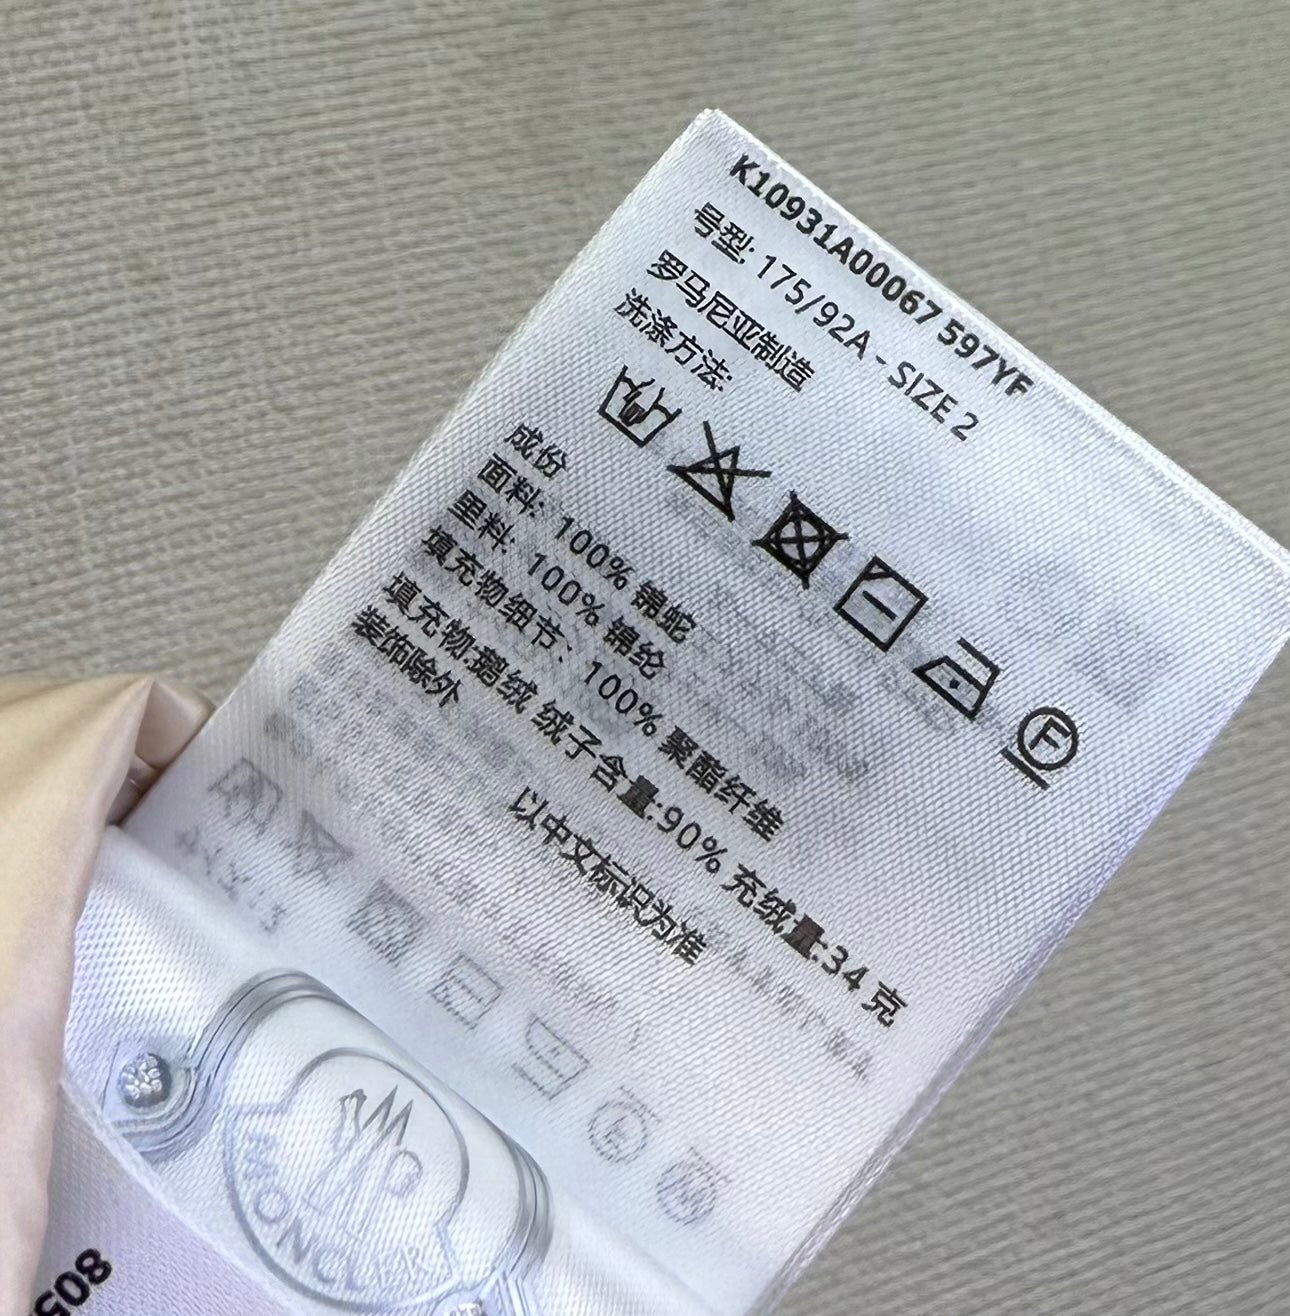 K10931A00067 597YF
号型: 175/92A - SIZE 2
罗马尼亚制造
洗涤方法:
F
成份
面料: 100% 锦纶
里料: 100% 锦纶
填充物细节: 100% 聚酯纤维
填充物:鹅绒 绒子含量:90% 充绒量:34 克
装饰除外
以中文标识为准
MONCLER
805